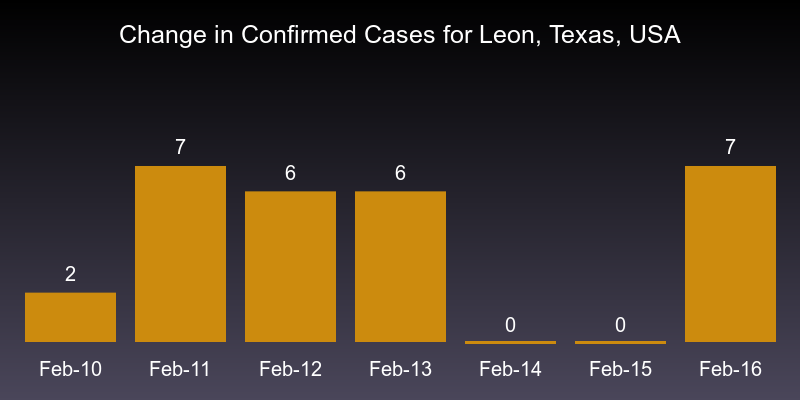 Change in Confirmed Cases for Leon, Texas, USA
7 7
6 6
2
0 0
Feb-10 Feb-11 Feb-12 Feb-13 Feb-14 Feb-15 Feb-16